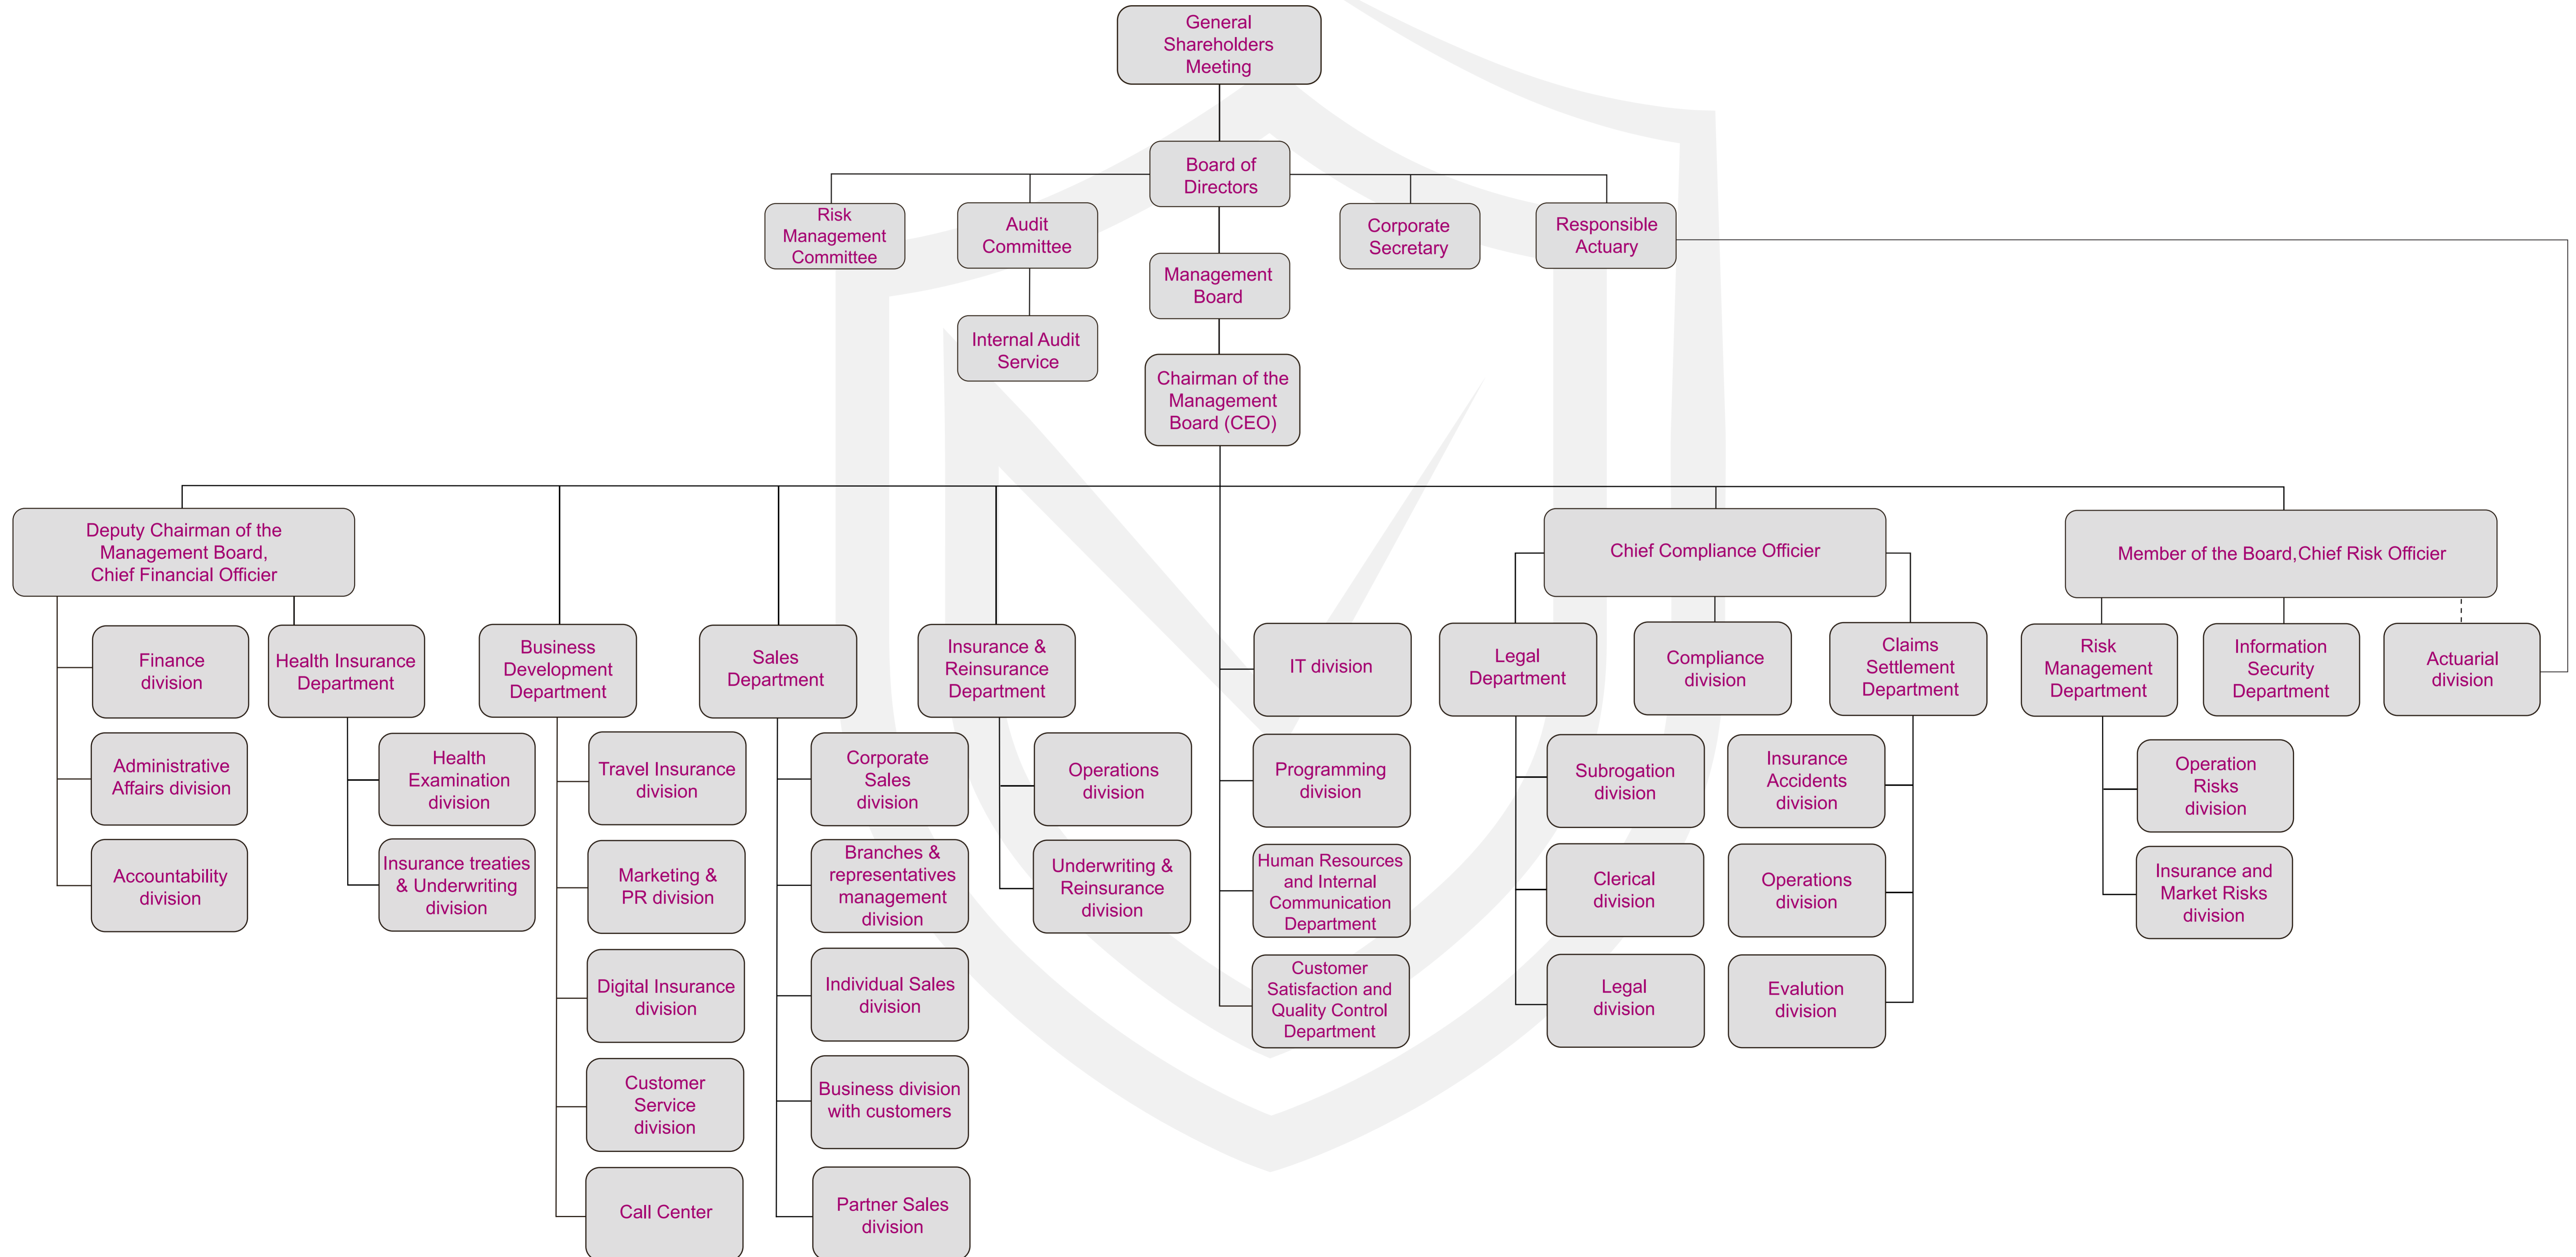 General
Shareholders
Meeting
Board of
Directors
Risk
Management
Committee
Audit
Committee
Corporate
Secretary
Responsible
Actuary
Management
Board
Internal Audit
Service
Chairman of the
Management
Board (CEO)
Deputy Chairman of the
Management Board,
Chief Financial Officier
Chief Compliance Officier
Member of the Board,Chief Risk Officier
Finance
division
Health Insurance
Department
Business
Development
Department
Sales
Department
Insurance &
Reinsurance
Department
IT division
Legal
Department
Compliance
division
Claims
Settlement
Department
Risk
Management
Department
Information
Security
Department
Actuarial
division
Administrative
Affairs division
Health
Examination
division
Travel Insurance
division
Corporate
Sales
division
Operations
division
Programming
division
Subrogation
division
Insurance
Accidents
division
Operation
Risks
division
Accountability
division
Insurance treaties
& Underwriting
division
Marketing &
PR division
Branches &
representatives
management
division
Underwriting &
Reinsurance
division
Human Resources
and Internal
Communication
Department
Clerical
division
Operations
division
Insurance and
Market Risks
division
Digital Insurance
division
Individual Sales
division
Customer
Satisfaction and
Quality Control
Department
Legal
division
Evalution
division
Customer
Service
division
Business division
with customers
Call Center
Partner Sales
division